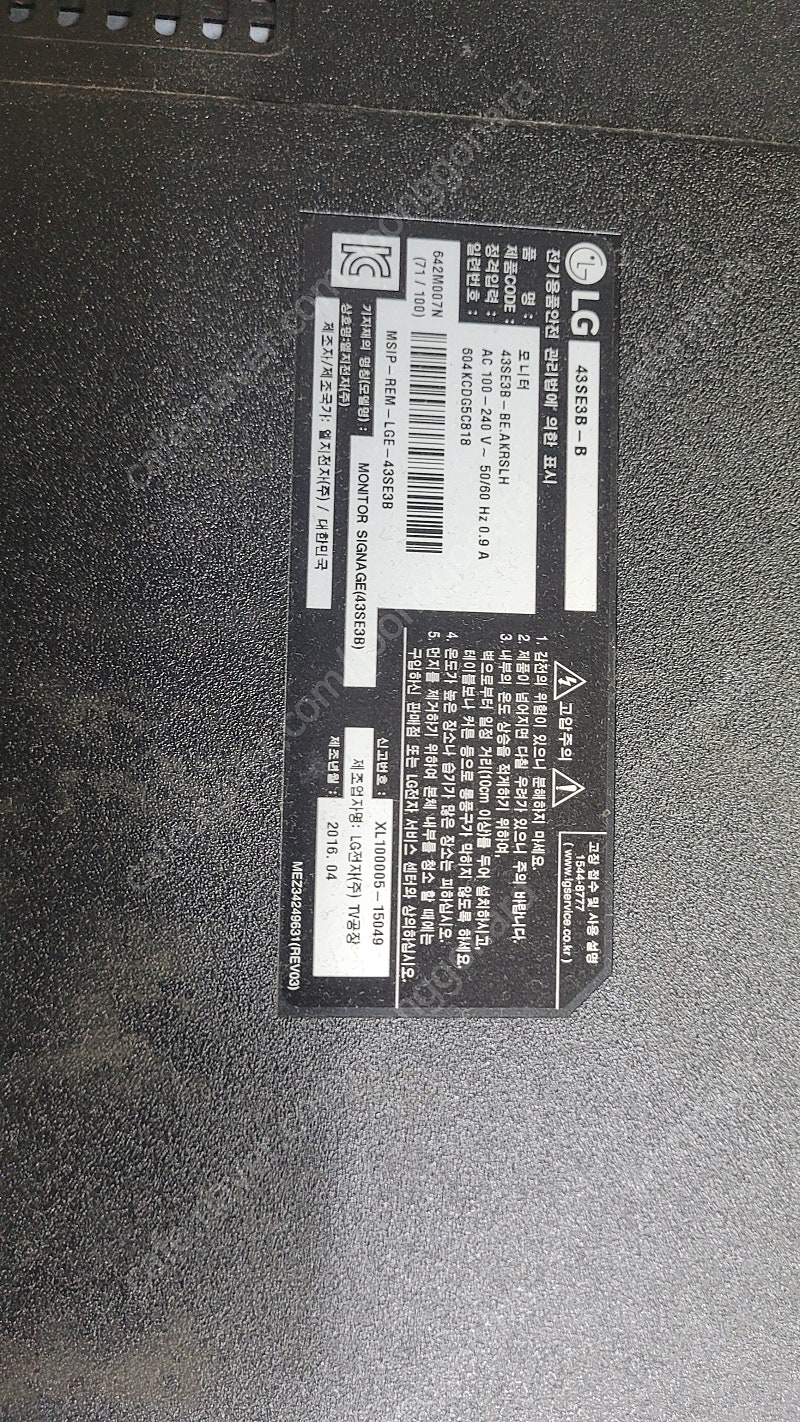 LG
43SE3B-B
전기용품안전 관리법에 의한 표시
품 명 : 모니터
제품CODE : 43SE3B-BE.AKRSLH
정격입력 : AC 100-240 V~ 50/60 Hz 0.9 A
일련번호 : 604KCDG5C818
642M007N
(71/100)
MSIP-REM-LGE-43SE3B
기자재의 명칭(모델명) : MONITOR SIGNAGE(43SE3B)
상호명:엘지전자(주)
제조자/제조국가: 엘지전자(주) / 대한민국
고압주의
고장 접수 및 사용 설명
1544-8777
(www.lgservice.co.kr)
1. 감전의 위험이 있으니 분해하지 마세요.
2. 제품이 넘어지면 다칠 우려가 있으니 주의 바랍니다.
3. 내부의 온도 상승을 적게하기 위하여,
벽으로부터 일정 거리(10cm 이상)를 두어 설치하시고,
테이블보나 커튼 등으로 통풍구가 막히지 않도록 하세요.
4. 온도가 높은 장소나 습기가 많은 장소는 피하십시오.
5. 먼지를 제거하기 위하여 본체 내부를 청소 할 때에는
구입하신 판매점 또는 LG전자 서비스 센터와 상의하십시오.
신고번호 : XL100005-15049
제조업자명: LG전자(주) TV공장
제조년월 : 2016. 04
MEZ34249631(REV03)